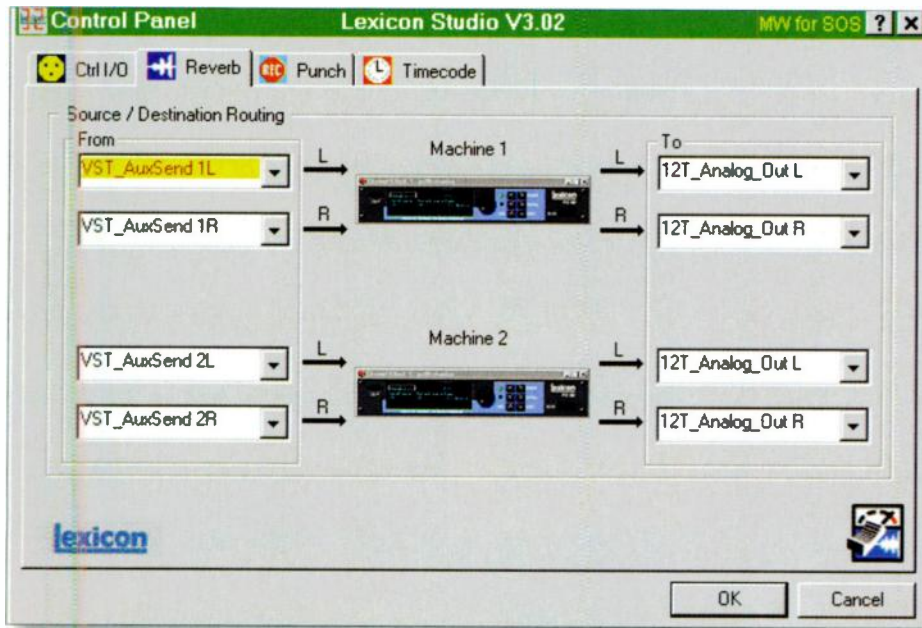 Control Panel Lexicon Studio V3.02 MW for SOS ? X
Ctrl I/O Reverb REC Punch Timecode
Source / Destination Routing
From Machine 1 To
VST_AuxSend 1L L L 12T_Analog_Out L
VST_AuxSend 1R R R 12T_Analog_Out R
Machine 2
VST_AuxSend 2L L L 12T_Analog_Out L
VST_AuxSend 2R R R 12T_Analog_Out R
lexicon
OK Cancel